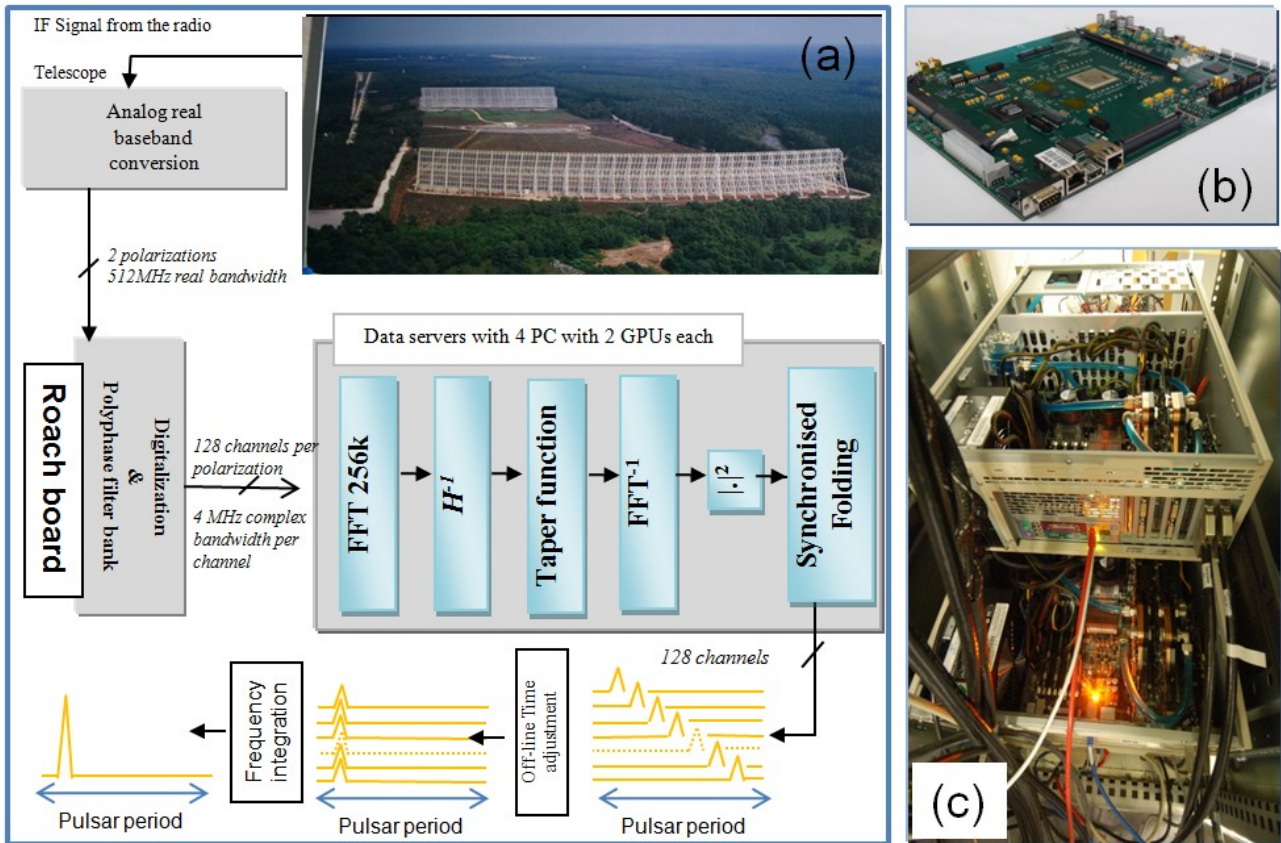 IF Signal from the radio
Telescope
(a)
Analog real
baseband
conversion
2 polarizations
512MHz real bandwidth
Roach board
Digitalization
&
Polyphase filter bank
128 channels per
polarization
4 MHz complex
bandwidth per
channel
Data servers with 4 PC with 2 GPUs each
FFT 256k
H-1
Taper function
FFT-1
|.|2
Synchronised
Folding
128 channels
Off-line Time
adjustment
Frequency
integration
Pulsar period
Pulsar period
Pulsar period
(b)
(c)